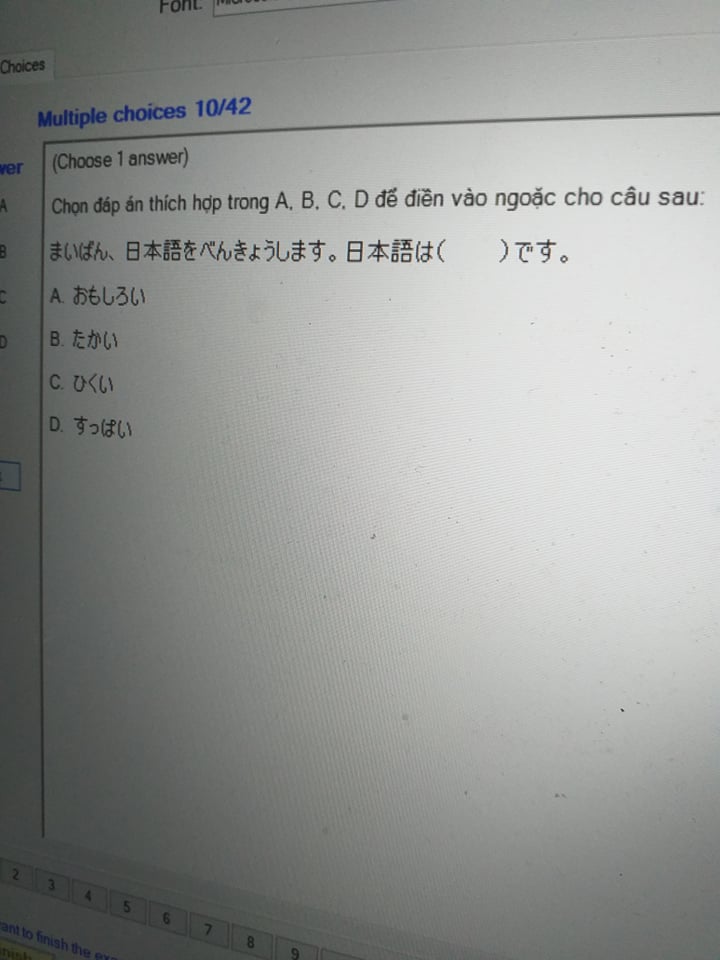 Font:
Choices
Multiple choices 10/42
(Choose 1 answer)
A
B
C
D
Chọn đáp án thích hợp trong A, B, C, D để điền vào ngoặc cho câu sau:
まいばん、日本語をべんきょうします。日本語は(　　)です。
A. おもしろい
B. たかい
C. ひくい
D. すっぱい
2 3 4 5 6 7 8 9
to finish the